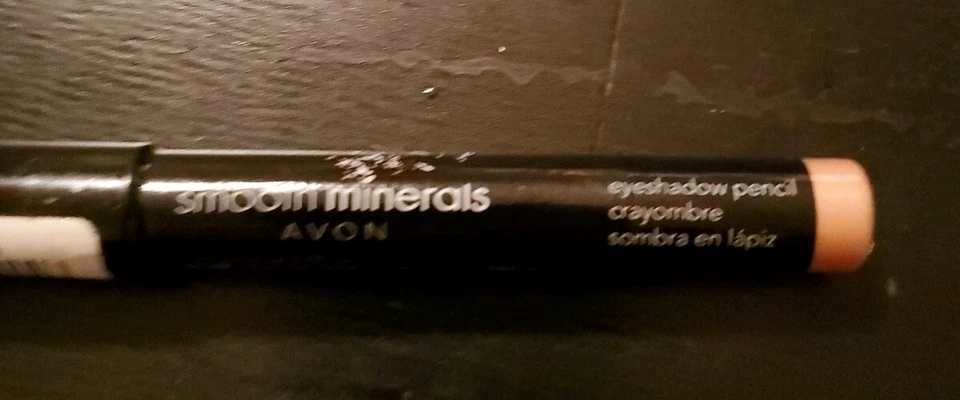 smooth minerals
AVON
eyeshadow pencil
crayombre
sombra en lápiz